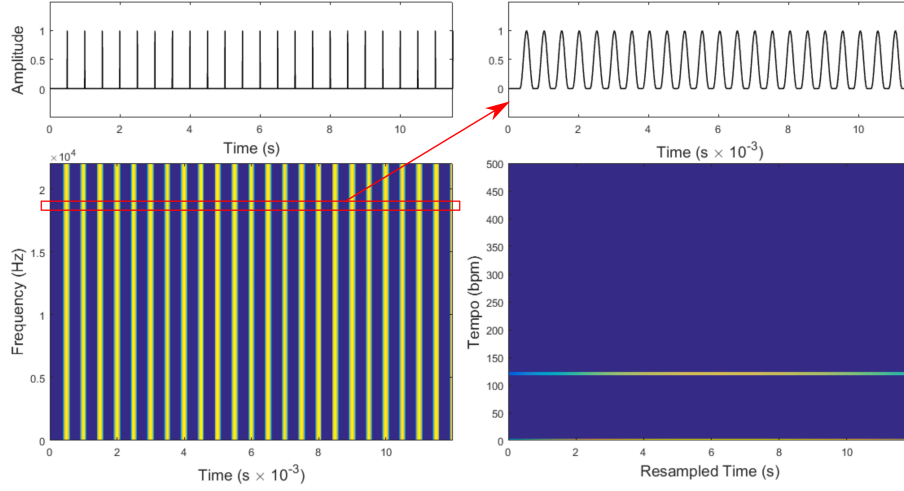 1
0.5
0
Amplitude
0 2 4 6 8 10
Time (s)
1
0.5
0
0 2 4 6 8 10
Time (s × 10⁻³)
×10⁴
2
1.5
1
0.5
0
Frequency (Hz)
0 2 4 6 8 10
Time (s × 10⁻³)
500
450
400
350
300
250
200
150
100
50
0
Tempo (bpm)
0 2 4 6 8 10
Resampled Time (s)